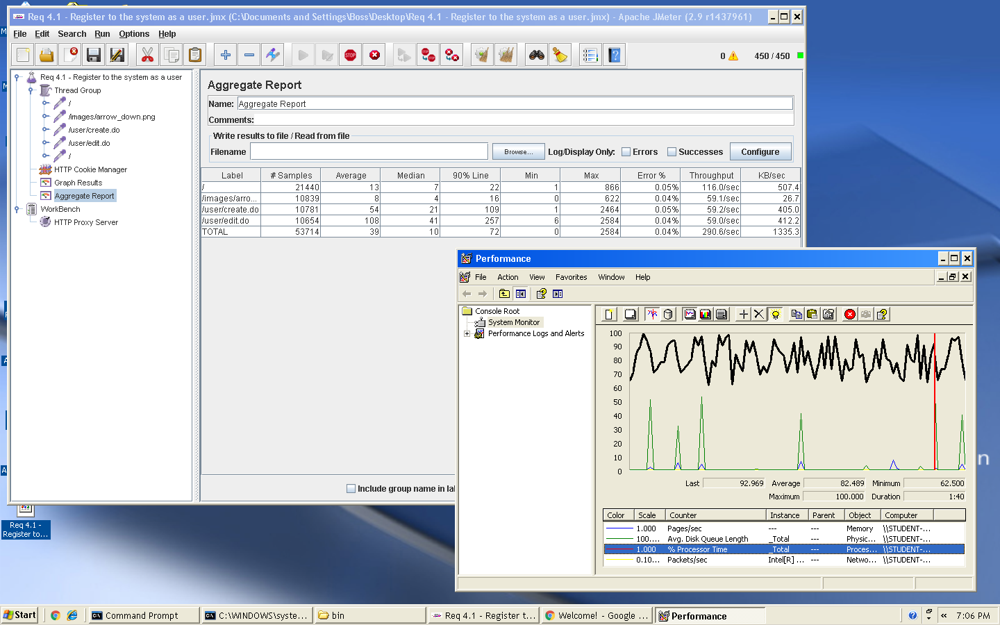 Req 4.1 - Register to the system as a user.jmx (C:\Documents and Settings\Boss\Desktop\Req 4.1 - Register to the system as a user.jmx) - Apache JMeter (2.9 r1437961)
File Edit Search Run Options Help
0 450 / 450
Req 4.1 - Register to the system as a user
Thread Group
/
/images/arrow_down.png
/user/create.do
/user/edit.do
/
HTTP Cookie Manager
Graph Results
Aggregate Report
WorkBench
HTTP Proxy Server
Aggregate Report
Name: Aggregate Report
Comments:
Write results to file / Read from file
Filename Browse... Log/Display Only: Errors Successes Configure
Label # Samples Average Median 90% Line Min Max Error % Throughput KB/sec
/ 21440 13 7 22 1 866 0.05% 116.0/sec 507.4
/images/arro... 10839 8 4 16 0 622 0.04% 59.1/sec 26.7
/user/create.do 10781 54 21 109 1 2464 0.05% 59.2/sec 405.0
/user/edit.do 10654 108 41 257 6 2584 0.04% 59.0/sec 412.2
TOTAL 53714 39 10 72 0 2584 0.04% 290.6/sec 1335.3
Include group name in lal
Performance
File Action View Favorites Window Help
Console Root
System Monitor
Performance Logs and Alerts
100
90
80
70
60
50
40
30
20
10
0
Last 92.969 Average 82.489 Minimum 62.500
Maximum 100.000 Duration 1:40
Color Scale Counter Instance Parent Object Computer
1.000 Pages/sec --- --- Memory \\STUDENT-...
100.... Avg. Disk Queue Length _Total --- Physic... \\STUDENT-...
1.000 % Processor Time _Total --- Proces... \\STUDENT-...
0.10... Packets/sec Intel[R] ... --- Netwo... \\STUDENT-...
n
Req 4.1 -
Register to...
Start Command Prompt C:\WINDOWS\syste... bin Req 4.1 - Register t... Welcome! - Google ... Performance « 7:06 PM